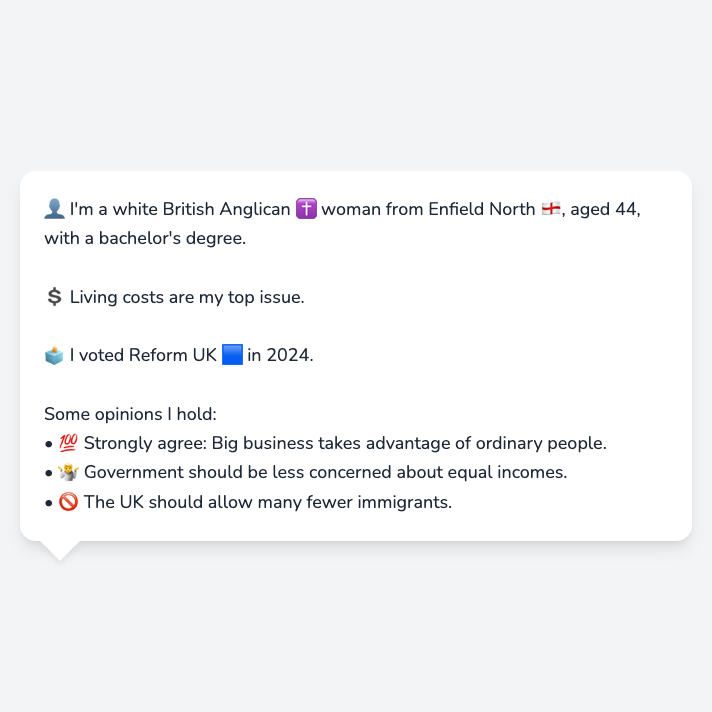 👤 I'm a white British Anglican ✝️ woman from Enfield North 🏴󠁧󠁢󠁥󠁮󠁧󠁿, aged 44,
with a bachelor's degree.
💲 Living costs are my top issue.
🗳️ I voted Reform UK 🟦 in 2024.
Some opinions I hold:
• 💯 Strongly agree: Big business takes advantage of ordinary people.
• 🤷 Government should be less concerned about equal incomes.
• 🚫 The UK should allow many fewer immigrants.